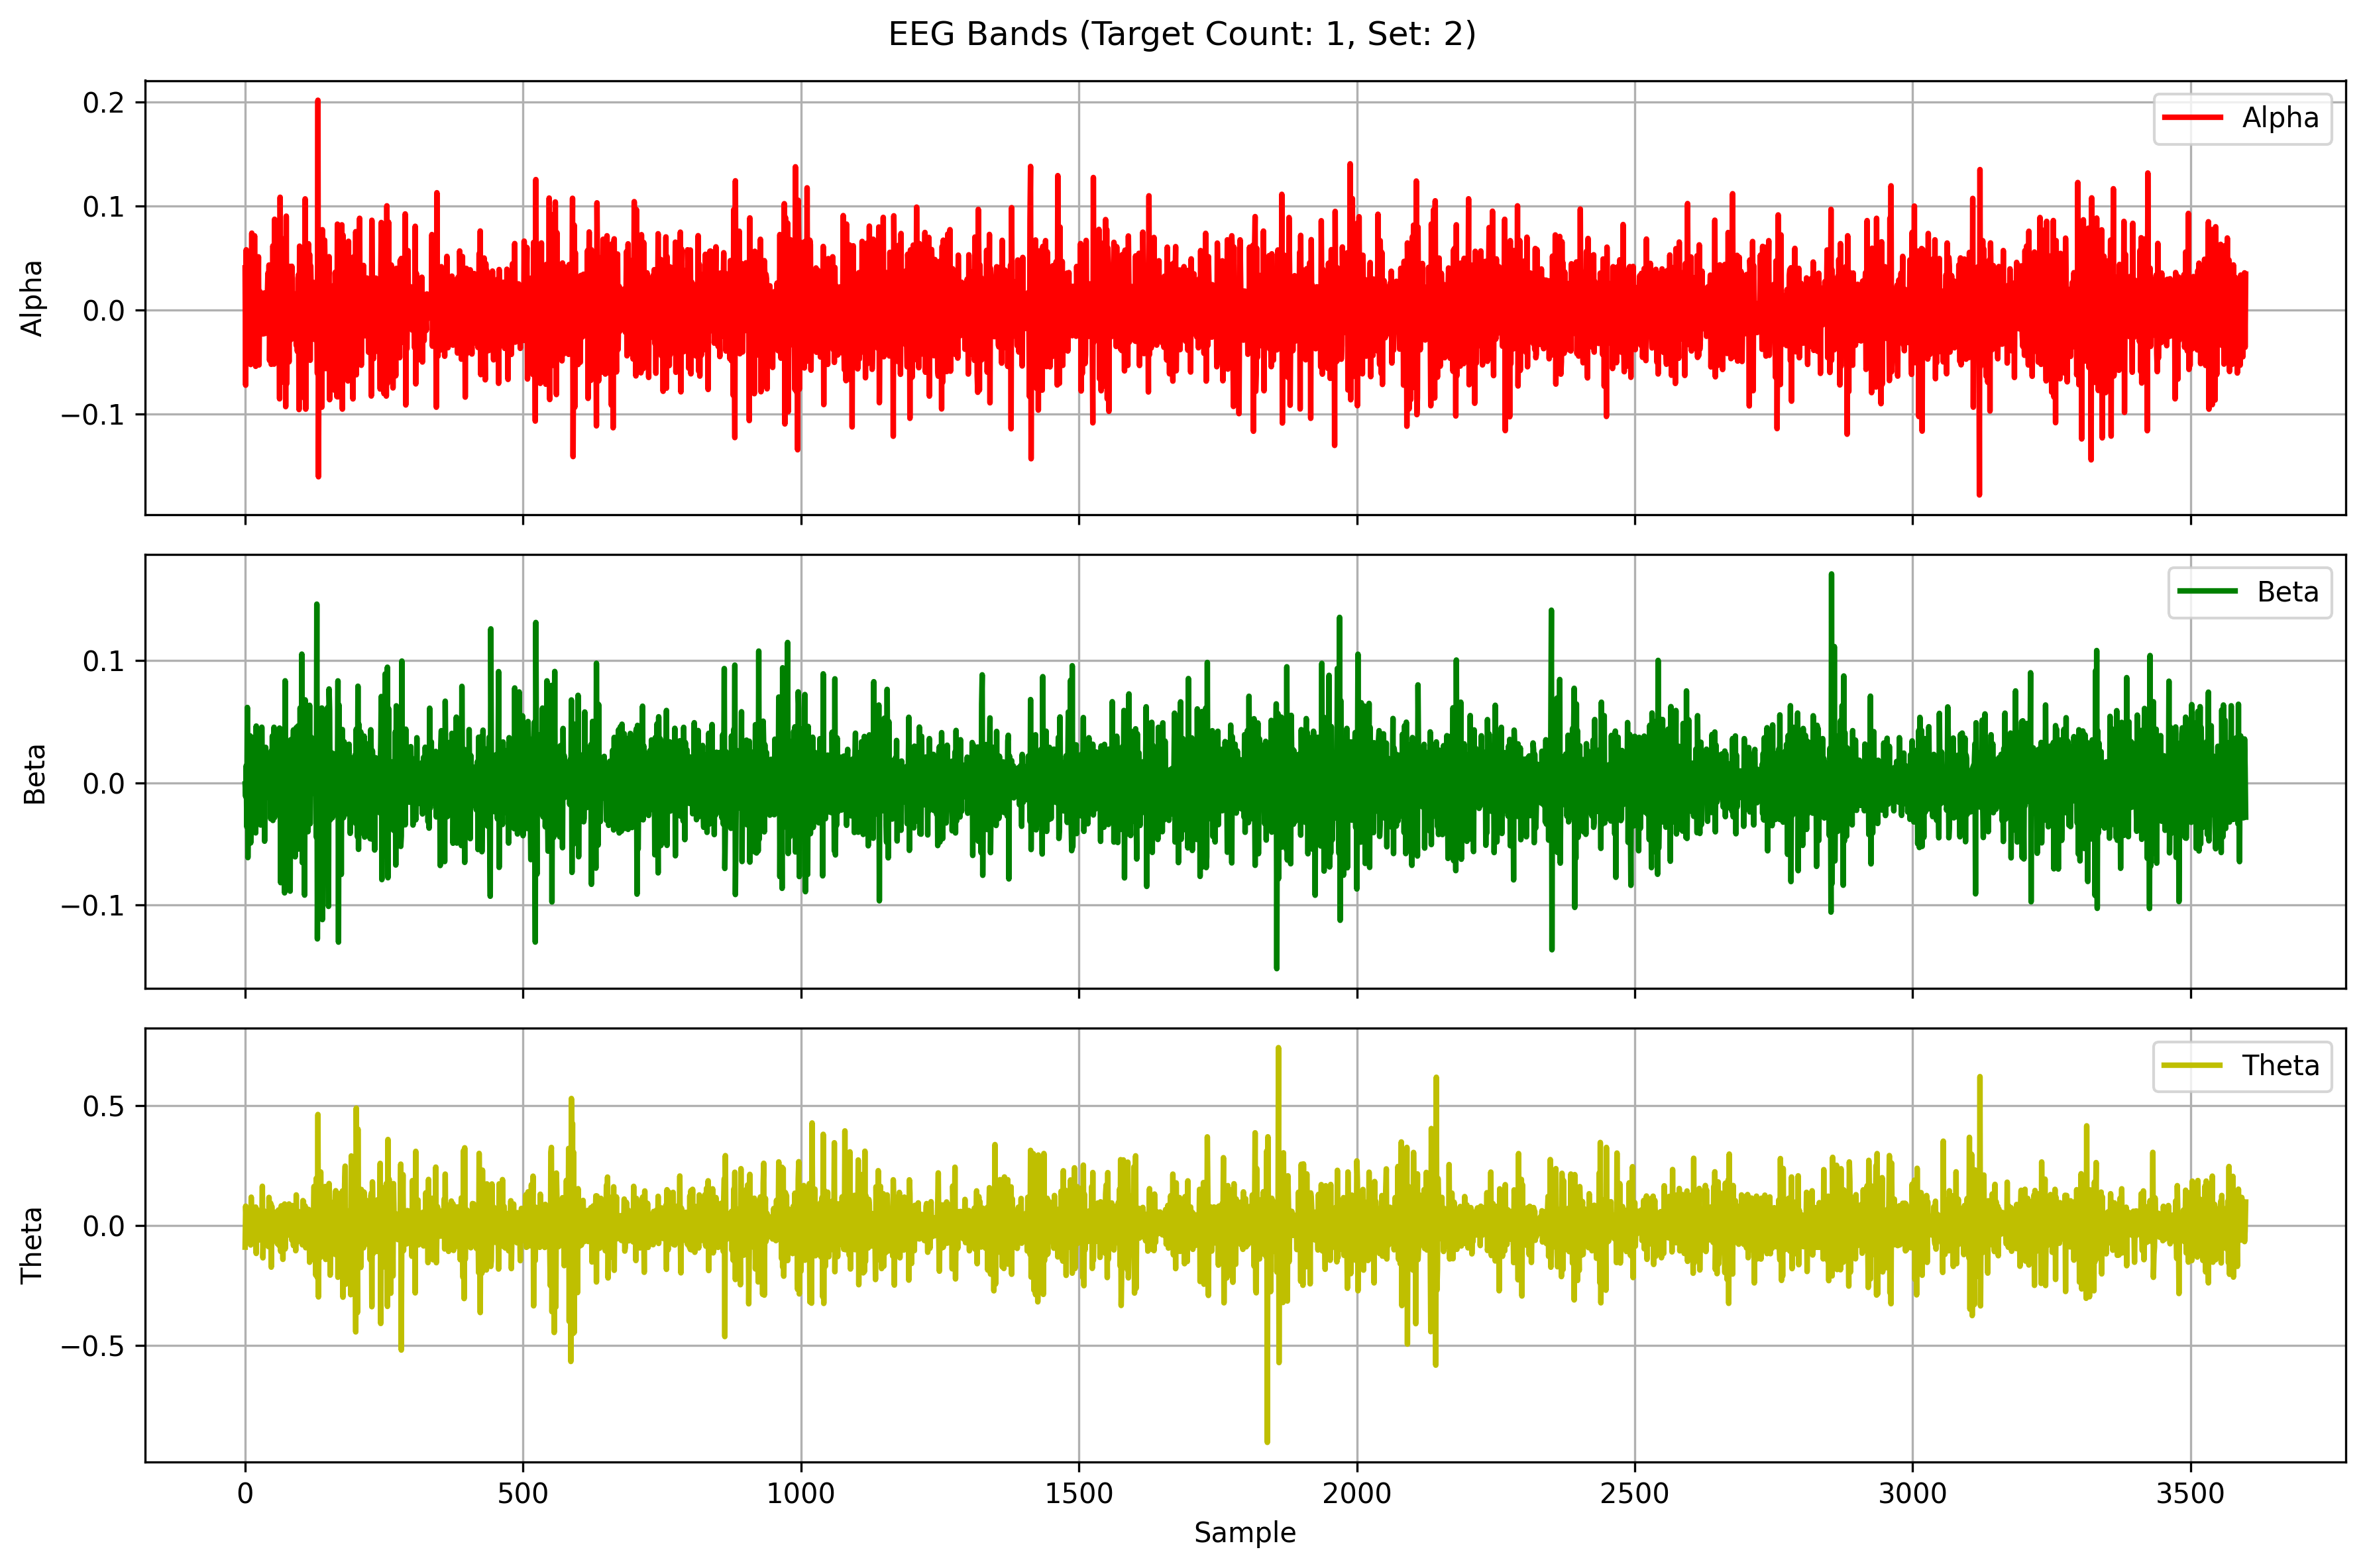 EEG Bands (Target Count: 1, Set: 2)
0.2
0.1
0.0
−0.1
Alpha
Alpha
0.1
0.0
−0.1
Beta
Beta
0.5
0.0
−0.5
Theta
Theta
0 500 1000 1500 2000 2500 3000 3500
Sample